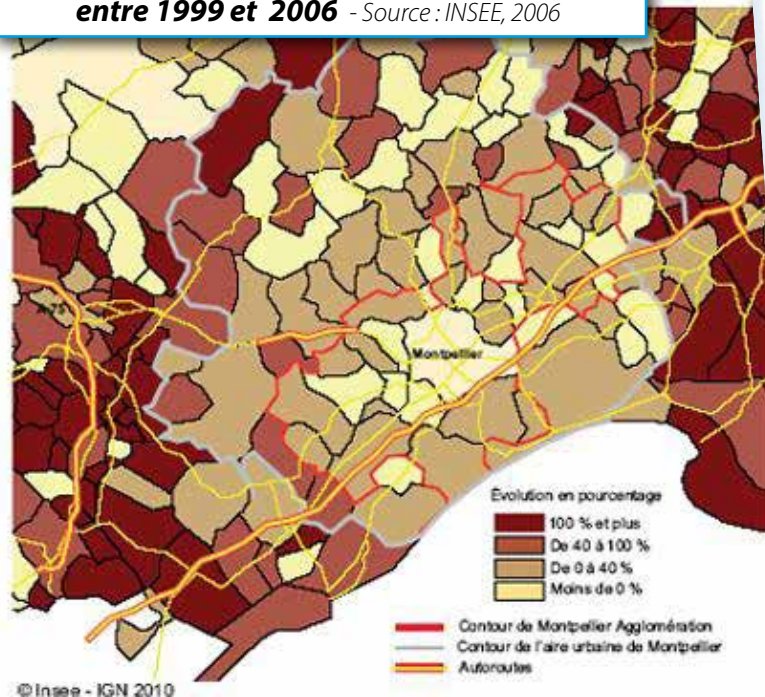 entre 1999 et 2006 - Source : INSEE, 2006
Montpellier
Évolution en pourcentage
100 % et plus
De 40 à 100 %
De 0 à 40 %
Moins de 0 %
Contour de Montpellier Agglomération
Contour de l'aire urbaine de Montpellier
Autoroutes
© Insee - IGN 2010